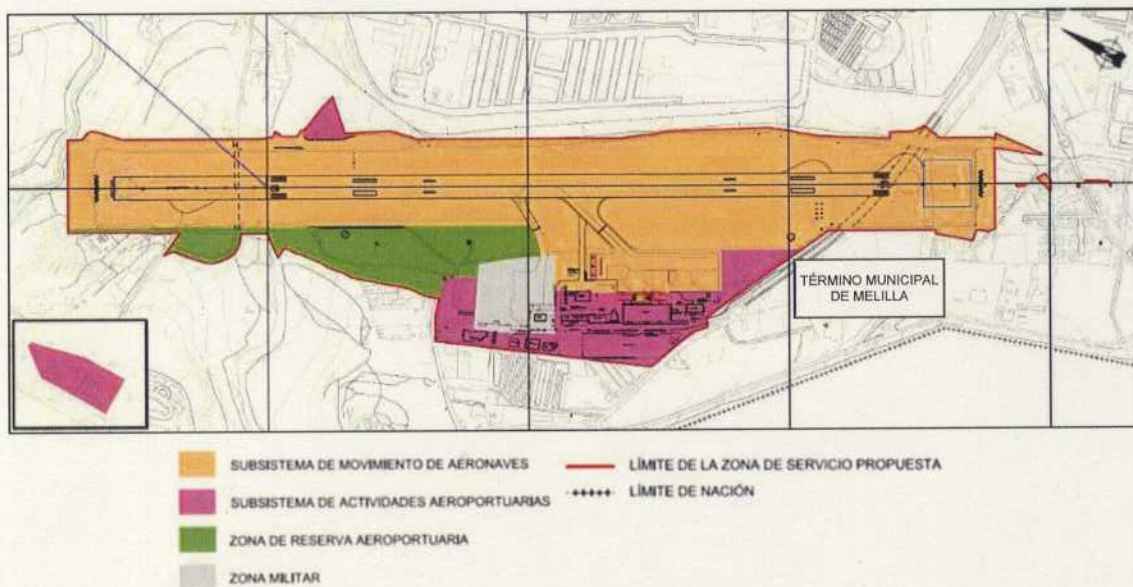 TÉRMINO MUNICIPAL
DE MELILLA
SUBSISTEMA DE MOVIMIENTO DE AERONAVES
LÍMITE DE LA ZONA DE SERVICIO PROPUESTA
SUBSISTEMA DE ACTIVIDADES AEROPORTUARIAS
LÍMITE DE NACIÓN
ZONA DE RESERVA AEROPORTUARIA
ZONA MILITAR